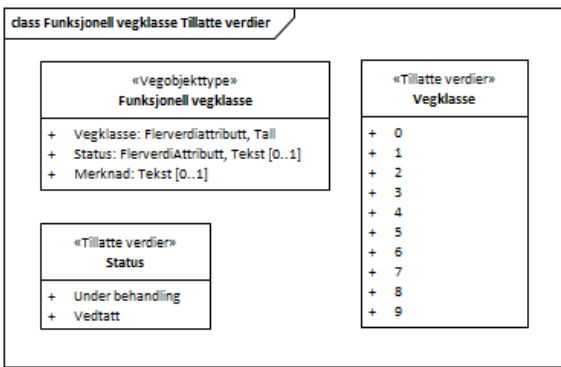 class Funksjonell vegklasse Tillatte verdier
«Vegobjekttype»
Funksjonell vegklasse
+ Vegklasse: Flerverdiattributt, Tall
+ Status: FlerverdiAttributt, Tekst [0..1]
+ Merknad: Tekst [0..1]
«Tillatte verdier»
Status
+ Under behandling
+ Vedtatt
«Tillatte verdier»
Vegklasse
+ 0
+ 1
+ 2
+ 3
+ 4
+ 5
+ 6
+ 7
+ 8
+ 9